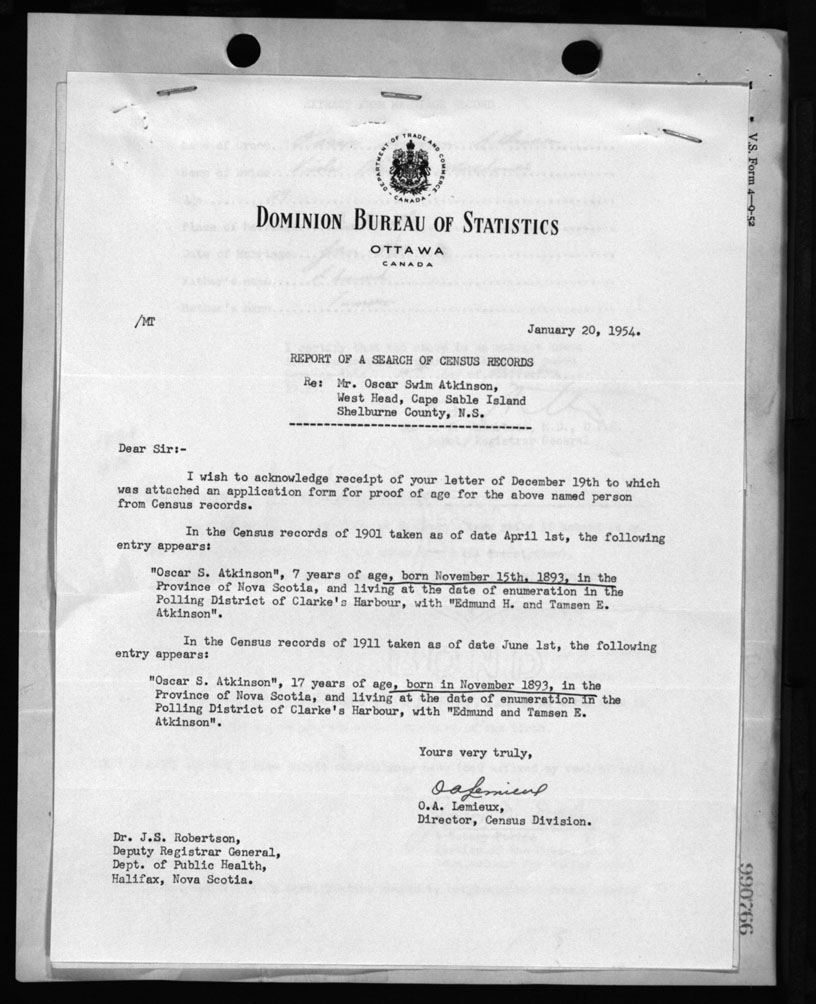 DEPARTMENT OF TRADE AND COMMERCE
CANADA
DOMINION BUREAU OF STATISTICS
OTTAWA
CANADA
V.S. Form 4—9-52
/MT
January 20, 1954.
REPORT OF A SEARCH OF CENSUS RECORDS
Re: Mr. Oscar Swim Atkinson,
West Head, Cape Sable Island
Shelburne County, N.S.
Dear Sir:-
I wish to acknowledge receipt of your letter of December 19th to which
was attached an application form for proof of age for the above named person
from Census records.
In the Census records of 1901 taken as of date April 1st, the following
entry appears:
"Oscar S. Atkinson", 7 years of age, born November 15th, 1893, in the
Province of Nova Scotia, and living at the date of enumeration in the
Polling District of Clarke's Harbour, with "Edmund H. and Tamsen E.
Atkinson".
In the Census records of 1911 taken as of date June 1st, the following
entry appears:
"Oscar S. Atkinson", 17 years of age, born in November 1893, in the
Province of Nova Scotia, and living at the date of enumeration in the
Polling District of Clarke's Harbour, with "Edmund and Tamsen E.
Atkinson".
Yours very truly,
O A Lemieux
O.A. Lemieux,
Director, Census Division.
Dr. J.S. Robertson,
Deputy Registrar General,
Dept. of Public Health,
Halifax, Nova Scotia.
990766